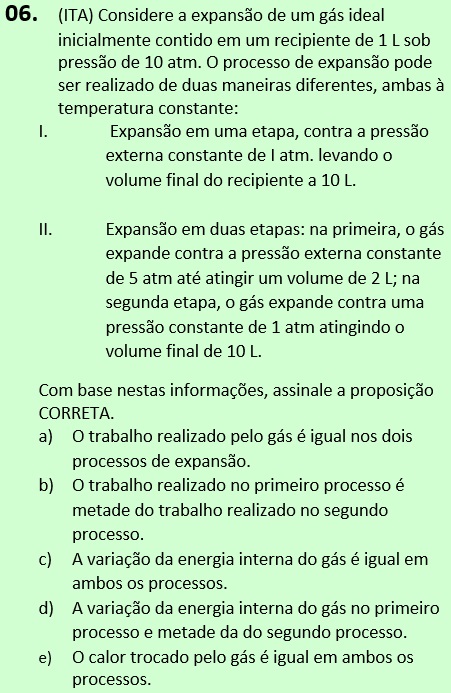 06. (ITA) Considere a expansão de um gás ideal
inicialmente contido em um recipiente de 1 L sob
pressão de 10 atm. O processo de expansão pode
ser realizado de duas maneiras diferentes, ambas à
temperatura constante:
I. Expansão em uma etapa, contra a pressão
externa constante de I atm. levando o
volume final do recipiente a 10 L.
II. Expansão em duas etapas: na primeira, o gás
expande contra a pressão externa constante
de 5 atm até atingir um volume de 2 L; na
segunda etapa, o gás expande contra uma
pressão constante de 1 atm atingindo o
volume final de 10 L.
Com base nestas informações, assinale a proposição
CORRETA.
a) O trabalho realizado pelo gás é igual nos dois
processos de expansão.
b) O trabalho realizado no primeiro processo é
metade do trabalho realizado no segundo
processo.
c) A variação da energia interna do gás é igual em
ambos os processos.
d) A variação da energia interna do gás no primeiro
processo e metade da do segundo processo.
e) O calor trocado pelo gás é igual em ambos os
processos.